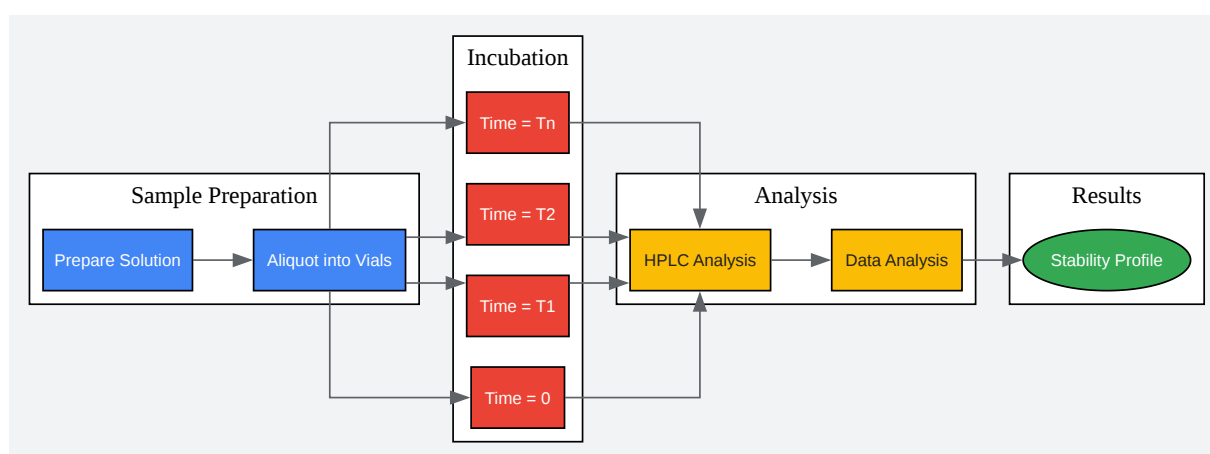 Sample Preparation
Prepare Solution
Aliquot into Vials
Incubation
Time = Tn
Time = T2
Time = T1
Time = 0
Analysis
HPLC Analysis
Data Analysis
Results
Stability Profile